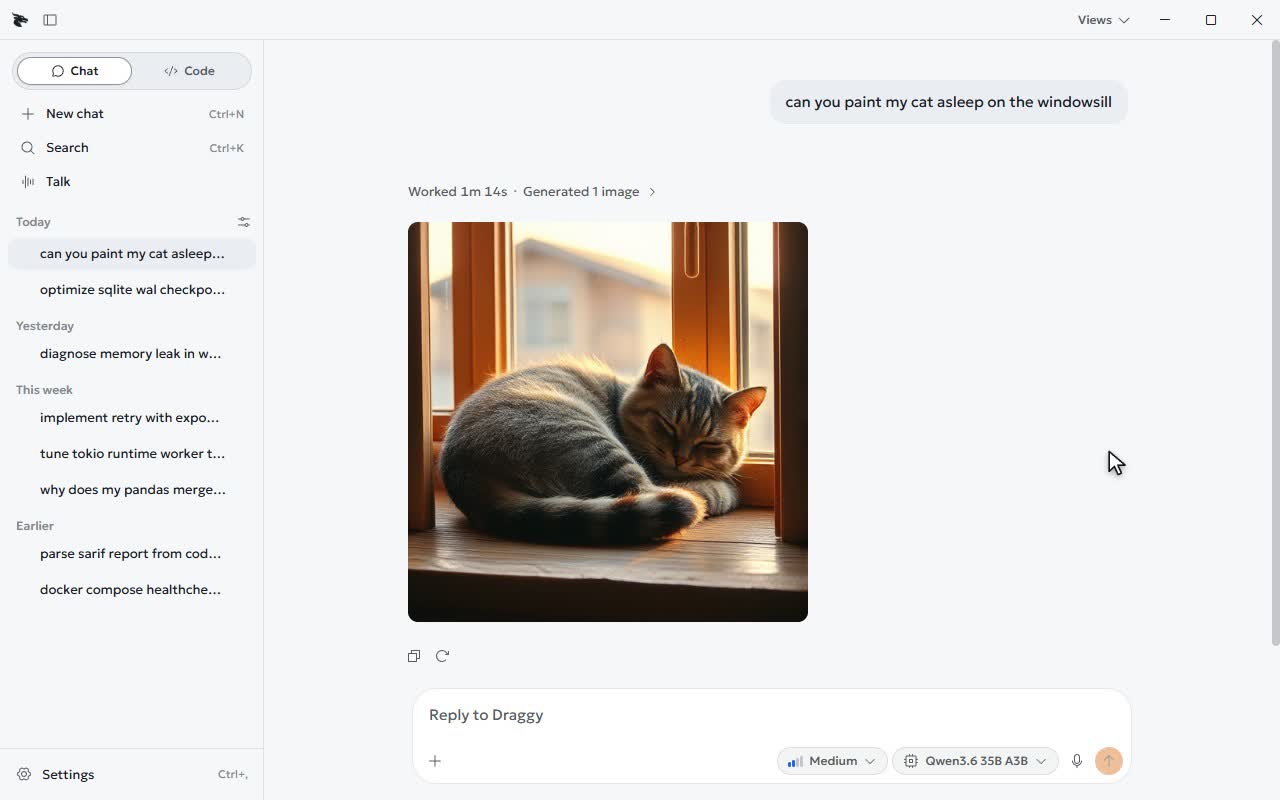 Views
Chat
Code
New chat
Ctrl+N
Search
Ctrl+K
Talk
Today
can you paint my cat asleep...
optimize sqlite wal checkpo...
Yesterday
diagnose memory leak in w...
This week
implement retry with expo...
tune tokio runtime worker t...
why does my pandas merge...
Earlier
parse sarif report from cod...
docker compose healthche...
Settings
Ctrl+,
can you paint my cat asleep on the windowsill
Worked 1m 14s · Generated 1 image
Reply to Draggy
Medium
Qwen3.6 35B A3B